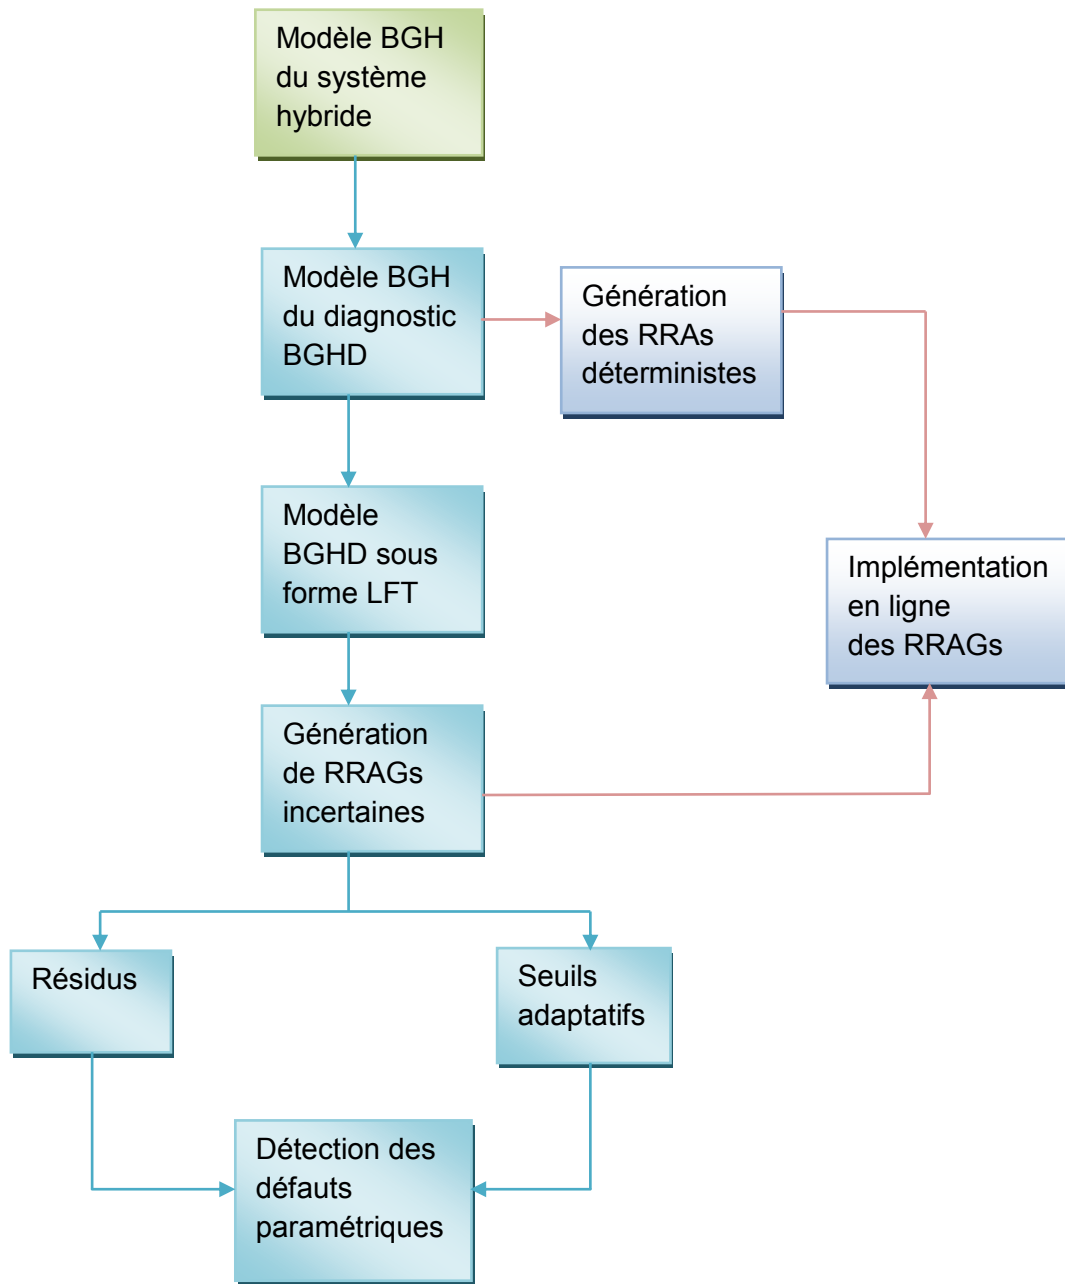 Modèle BGH
du système
hybride
Modèle BGH
du diagnostic
BGHD
Génération
des RRAs
déterministes
Modèle
BGHD sous
forme LFT
Implémentation
en ligne
des RRAGs
Génération
de RRAGs
incertaines
Résidus
Seuils
adaptatifs
Détection des
défauts
paramétriques